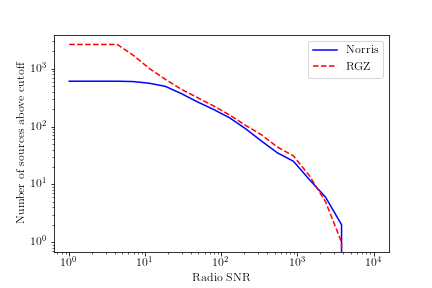 Norris
RGZ
Number of sources above cutoff
10³
10²
10¹
10⁰
10⁰ 10¹ 10² 10³ 10⁴
Radio SNR